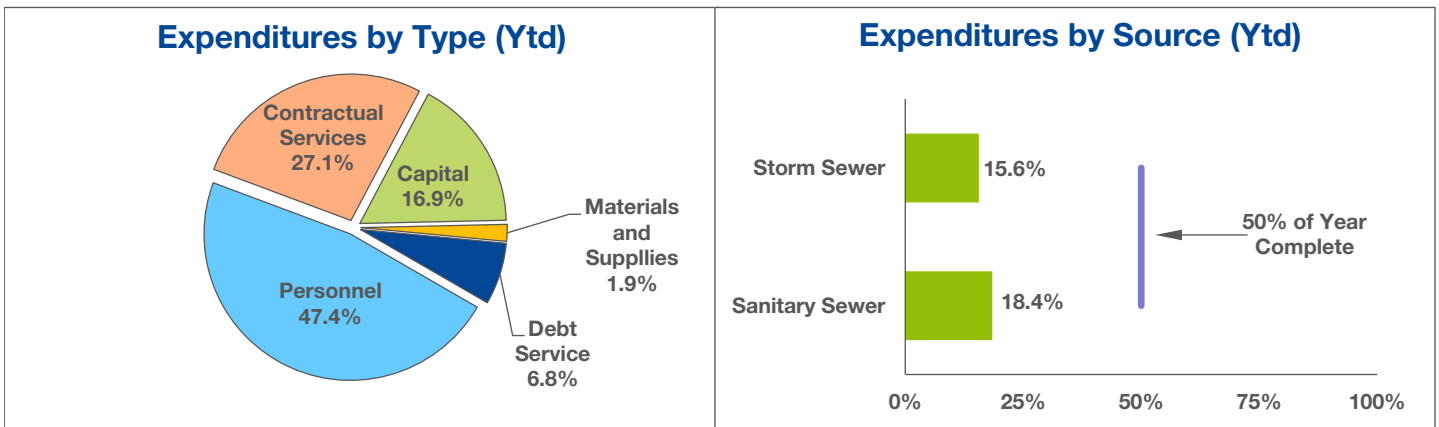 Expenditures by Type (Ytd)
Contractual
Services
27.1%
Capital
16.9%
Materials
and
Suppllies
1.9%
Personnel
47.4%
Debt
Service
6.8%
Expenditures by Source (Ytd)
Storm Sewer
15.6%
50% of Year
Complete
Sanitary Sewer
18.4%
0% 25% 50% 75% 100%